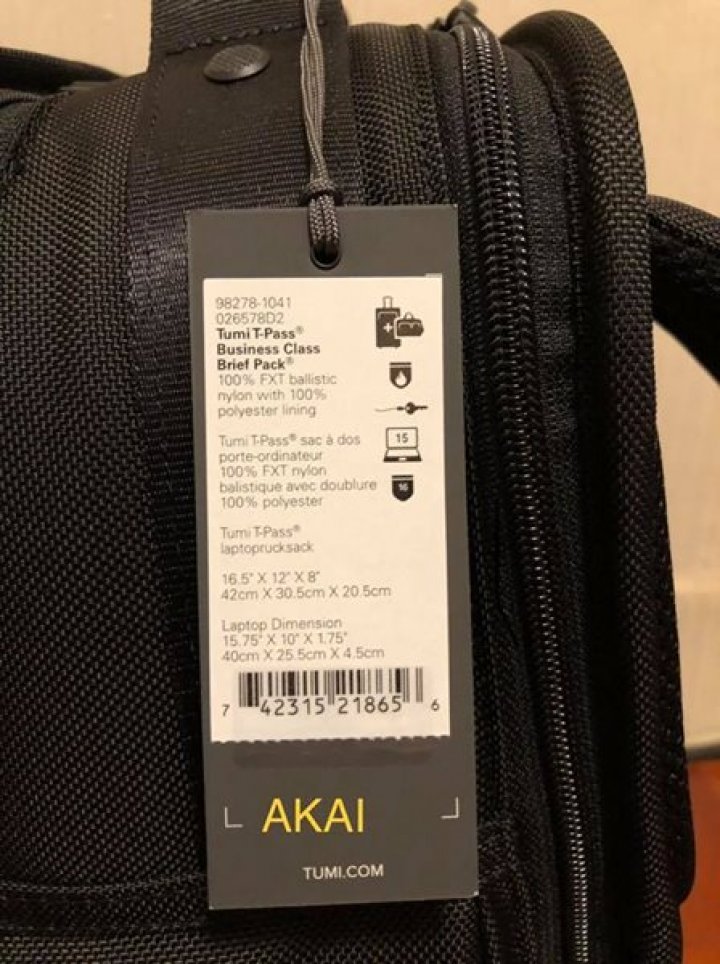 98278-1041
026578D2
Tumi T-Pass®
Business Class
Brief Pack®
100% FXT ballistic
nylon with 100%
polyester lining
Tumi T-Pass® sac à dos
porte-ordinateur
100% FXT nylon
balistique avec doublure
100% polyester
Tumi T-Pass®
laptoprucksack
16.5" X 12" X 8"
42cm X 30.5cm X 20.5cm
Laptop Dimension
15.75" X 10" X 1.75"
40cm X 25.5cm X 4.5cm
7 42315 21865 6
15
16
AKAI
TUMI.COM